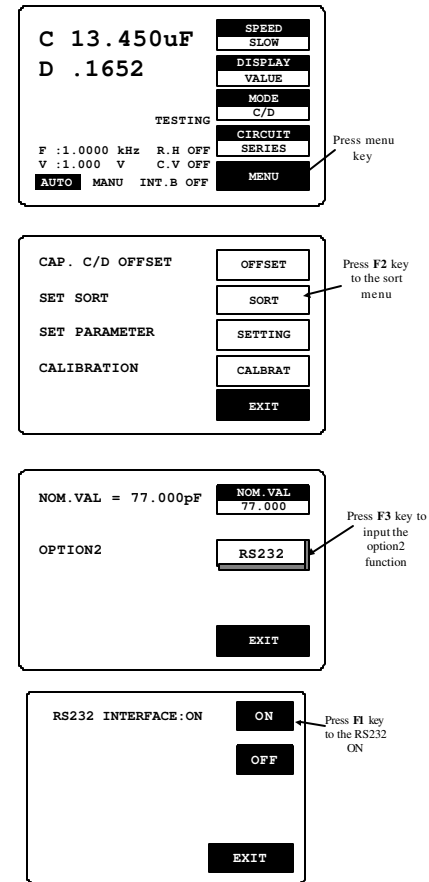 C 13.450uF
D .1652
TESTING
F :1.0000 kHz R.H OFF
V :1.000 V C.V OFF
AUTO MANU INT.B OFF
SPEED
SLOW
DISPLAY
VALUE
MODE
C/D
CIRCUIT
SERIES
MENU
Press menu
key
CAP. C/D OFFSET
OFFSET
SET SORT
SORT
SET PARAMETER
SETTING
CALIBRATION
CALBRAT
EXIT
Press F2 key
to the sort
menu
NOM.VAL = 77.000pF
NOM.VAL
77.000
OPTION2
RS232
EXIT
Press F3 key to
input the
option2
function
RS232 INTERFACE:ON
ON
OFF
EXIT
Press F1 key
to the RS232
ON